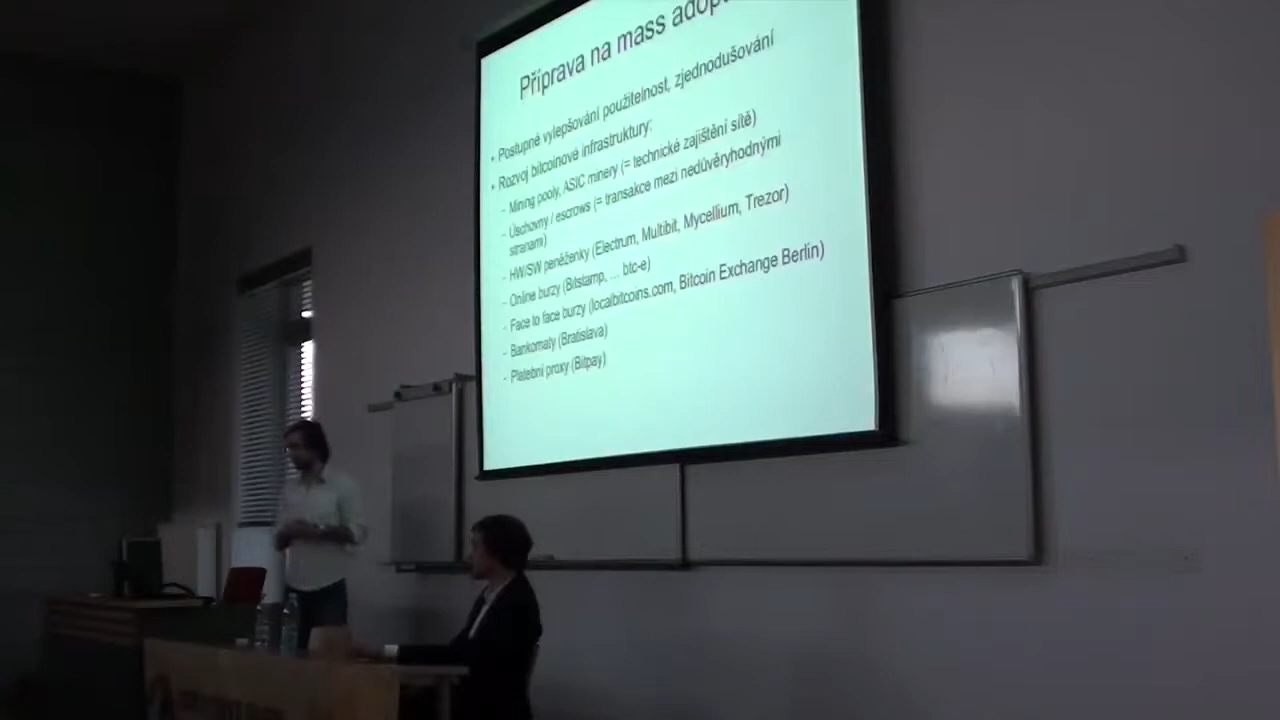 Příprava na mass adop
• Postupné vylepšování použitelnost, zjednodušování
• Rozvoj bitcoinové infrastruktury:
– Mining pooly, ASIC minery (= technické zajištění sítě)
– Úschovny / escrows (= transakce mezi nedůvěryhodnými
stranami)
– HW/SW peněženky (Electrum, Multibit, Mycellium, Trezor)
– Online burzy (Bitstamp, ... btc-e)
– Face to face burzy (localbitcoins.com, Bitcoin Exchange Berlin)
– Bankomaty (Bratislava)
– Platební proxy (Bitpay)